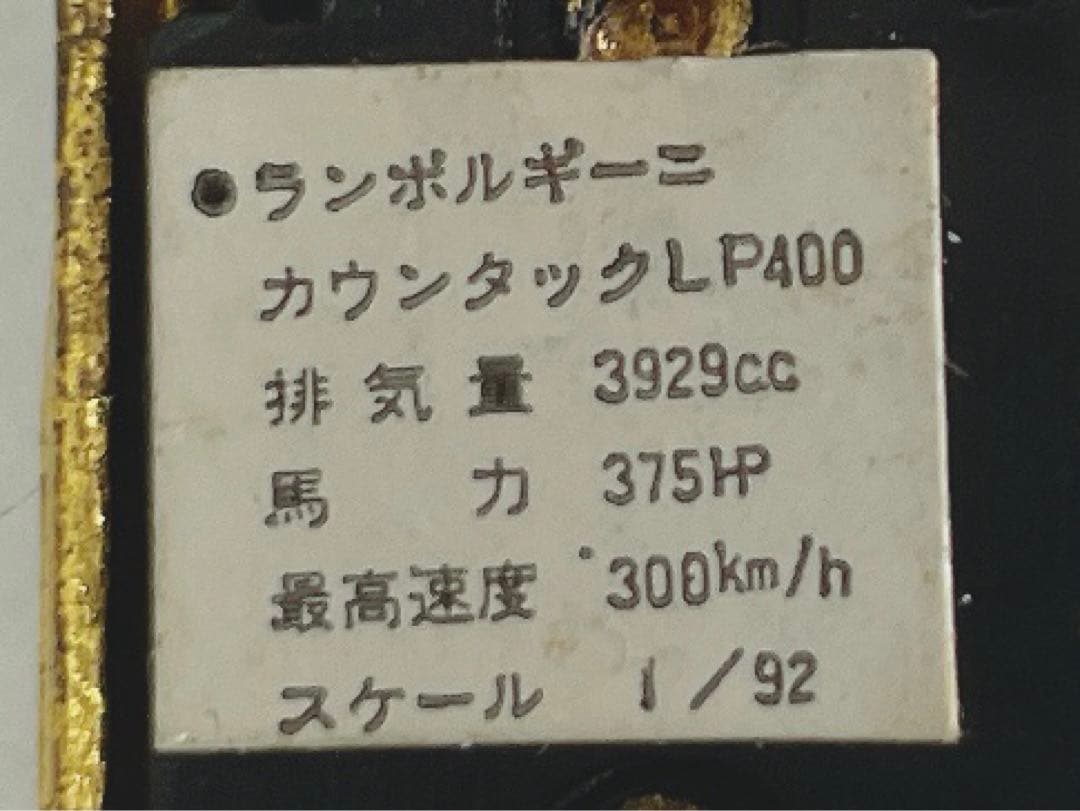 ●ランボルギーニ
カウンタックLP400
排気量 3929cc
馬力 375HP
最高速度 300km/h
スケール 1/92